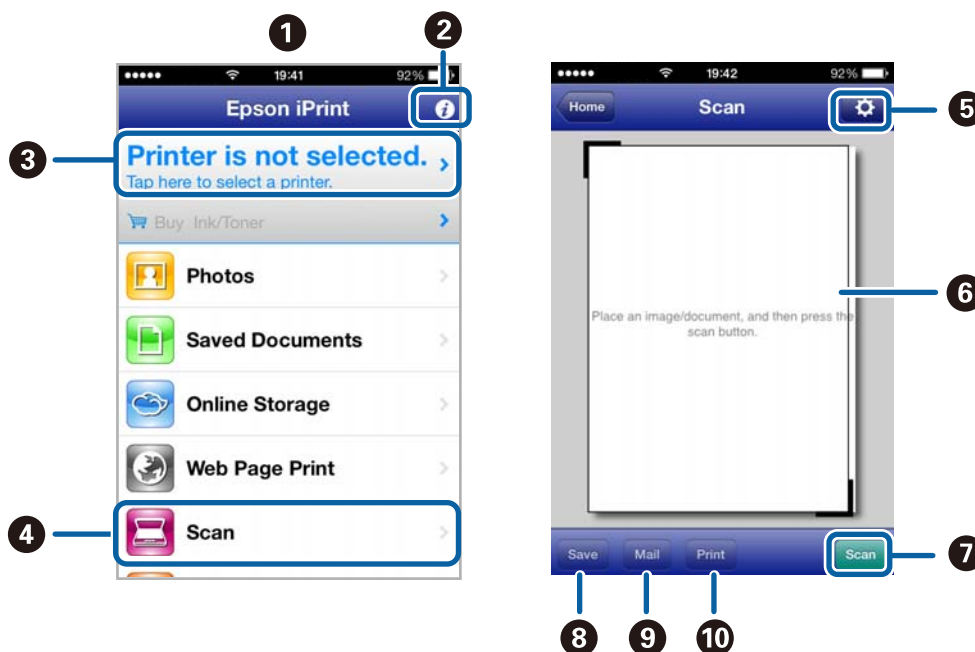 1
2
19:41
92%
Epson iPrint
i
3
Printer is not selected.
Tap here to select a printer.
Buy Ink/Toner
Photos
Saved Documents
Online Storage
Web Page Print
4
Scan
19:42
92%
Home
Scan
5
6
Place an image/document, and then press the
scan button.
Save
Mail
Print
Scan
7
8
9
10